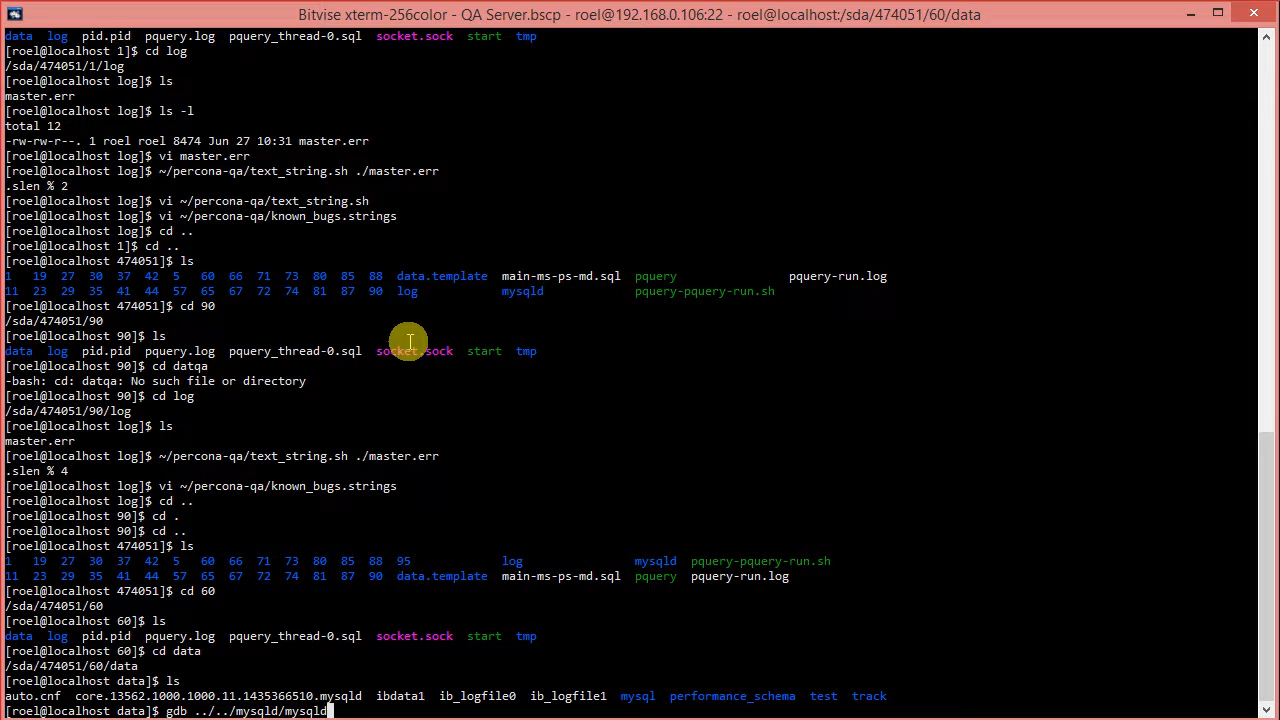 Bitvise xterm-256color - QA Server.bscp - roel@192.168.0.106:22 - roel@localhost:/sda/474051/60/data
data log pid.pid pquery.log pquery_thread-0.sql socket.sock start tmp
[roel@localhost 1]$ cd log
/sda/474051/1/log
[roel@localhost log]$ ls
master.err
[roel@localhost log]$ ls -l
total 12
-rw-rw-r--. 1 roel roel 8474 Jun 27 10:31 master.err
[roel@localhost log]$ vi master.err
[roel@localhost log]$ ~/percona-qa/text_string.sh ./master.err
.slen % 2
[roel@localhost log]$ vi ~/percona-qa/text_string.sh
[roel@localhost log]$ vi ~/percona-qa/known_bugs.strings
[roel@localhost log]$ cd ..
[roel@localhost 1]$ cd ..
[roel@localhost 474051]$ ls
1 19 27 30 37 42 5 60 66 71 73 80 85 88 data.template main-ms-ps-md.sql pquery pquery-run.log
11 23 29 35 41 44 57 65 67 72 74 81 87 90 log mysqld pquery-pquery-run.sh
[roel@localhost 474051]$ cd 90
/sda/474051/90
[roel@localhost 90]$ ls
data log pid.pid pquery.log pquery_thread-0.sql socket.sock start tmp
[roel@localhost 90]$ cd datqa
-bash: cd: datqa: No such file or directory
[roel@localhost 90]$ cd log
/sda/474051/90/log
[roel@localhost log]$ ls
master.err
[roel@localhost log]$ ~/percona-qa/text_string.sh ./master.err
.slen % 4
[roel@localhost log]$ vi ~/percona-qa/known_bugs.strings
[roel@localhost log]$ cd ..
[roel@localhost 90]$ cd .
[roel@localhost 90]$ cd ..
[roel@localhost 474051]$ ls
1 19 27 30 37 42 5 60 66 71 73 80 85 88 95 log mysqld pquery-pquery-run.sh
11 23 29 35 41 44 57 65 67 72 74 81 87 90 data.template main-ms-ps-md.sql pquery pquery-run.log
[roel@localhost 474051]$ cd 60
/sda/474051/60
[roel@localhost 60]$ ls
data log pid.pid pquery.log pquery_thread-0.sql socket.sock start tmp
[roel@localhost 60]$ cd data
/sda/474051/60/data
[roel@localhost data]$ ls
auto.cnf core.13562.1000.1000.11.1435366510.mysqld ibdata1 ib_logfile0 ib_logfile1 mysql performance_schema test track
[roel@localhost data]$ gdb ../../mysqld/mysqld